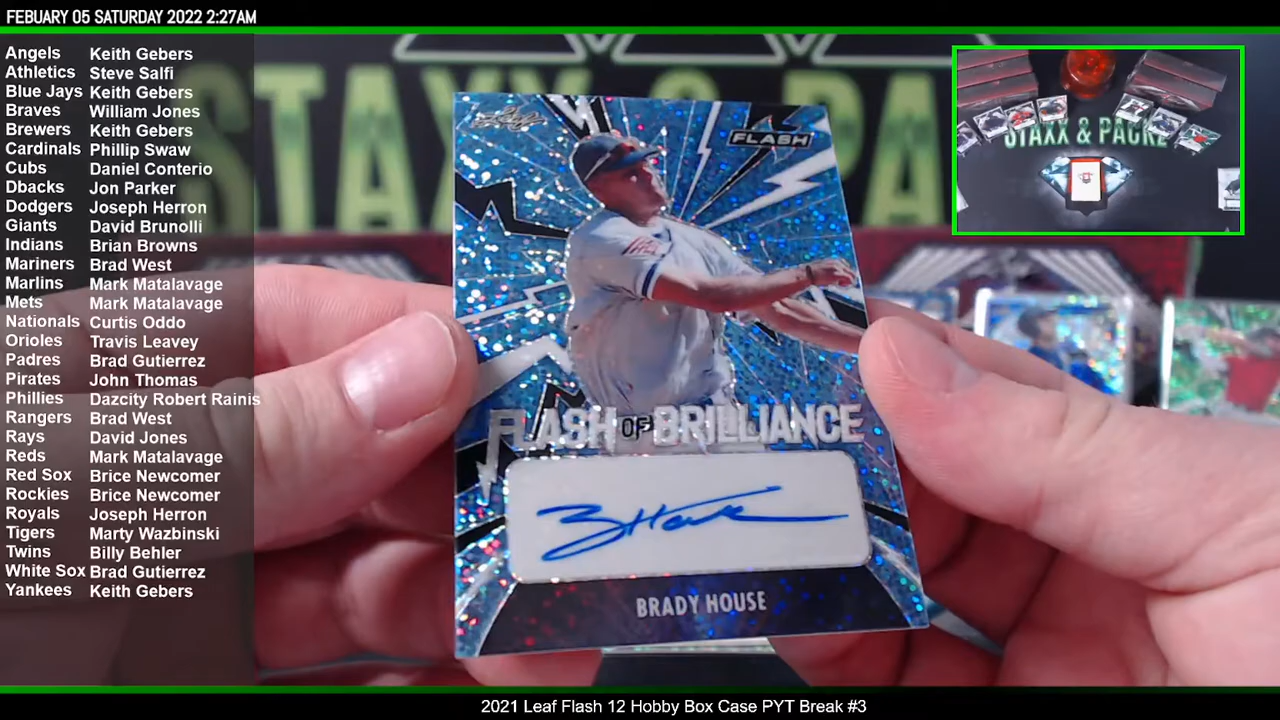 FEBUARY 05 SATURDAY 2022 2:27AM
Angels Keith Gebers
Athletics Steve Salfi
Blue Jays Keith Gebers
Braves William Jones
Brewers Keith Gebers
Cardinals Phillip Swaw
Cubs Daniel Conterio
Dbacks Jon Parker
Dodgers Joseph Herron
Giants David Brunolli
Indians Brian Browns
Mariners Brad West
Marlins Mark Matalavage
Mets Mark Matalavage
Nationals Curtis Oddo
Orioles Travis Leavey
Padres Brad Gutierrez
Pirates John Thomas
Phillies Dazcity Robert Rainis
Rangers Brad West
Rays David Jones
Reds Mark Matalavage
Red Sox Brice Newcomer
Rockies Brice Newcomer
Royals Joseph Herron
Tigers Marty Wazbinski
Twins Billy Behler
White Sox Brad Gutierrez
Yankees Keith Gebers
STAXX & PA
Leaf
FLASH
FLASH OF BRILLIANCE
B House
BRADY HOUSE
STAXX & PACKZ
2021 Leaf Flash 12 Hobby Box Case PYT Break #3